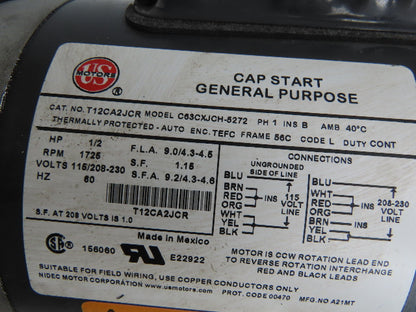 US
MOTORS
CAP START
GENERAL PURPOSE
CAT. NO. T12CA2JCR MODEL C63CXJCH-5272 PH 1 INS B AMB 40°C
THERMALLY PROTECTED - AUTO ENC. TEFC FRAME 56C CODE L DUTY CONT
HP 1/2 F.L.A. 9.0/4.3-4.5
RPM 1725 S.F. 1.15
VOLTS 115/208-230 S.F.A. 9.2/4.3-4.6
HZ 60
T12CA2JCR
S.F. AT 208 VOLTS IS 1.0
CONNECTIONS
UNGROUNDED
SIDE OF LINE
BLU
BRN
RED
ORG
WHT
YEL
BLK
INS
115
VOLT
LINE
BLU
BRN
RED
ORG
WHT
YEL
BLK
INS
INS
208-230
VOLT
LINE
Made in Mexico
156060 E22922
MOTOR IS CCW ROTATION LEAD END
TO REVERSE ROTATION INTERCHANGE
RED AND BLACK LEADS
SUITABLE FOR FIELD WIRING, USE COPPER CONDUCTORS ONLY
NIDEC MOTOR CORPORATION www.usmotors.com PROT. CODE 00470 MFG. NO A21MT